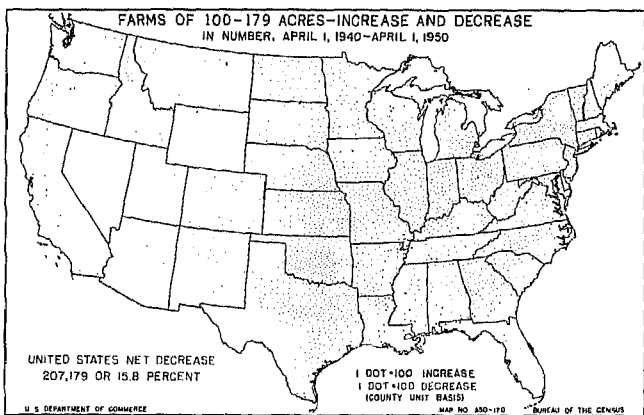 FARMS OF 100-179 ACRES-INCREASE AND DECREASE
IN NUMBER, APRIL 1, 1940-APRIL 1, 1950
UNITED STATES NET DECREASE
207,179 OR 15.8 PERCENT
1 DOT=100 INCREASE
1 DOT=100 DECREASE
(COUNTY UNIT BASIS)
U S DEPARTMENT OF COMMERCE
MAP NO A50-170
BUREAU OF THE CENSUS